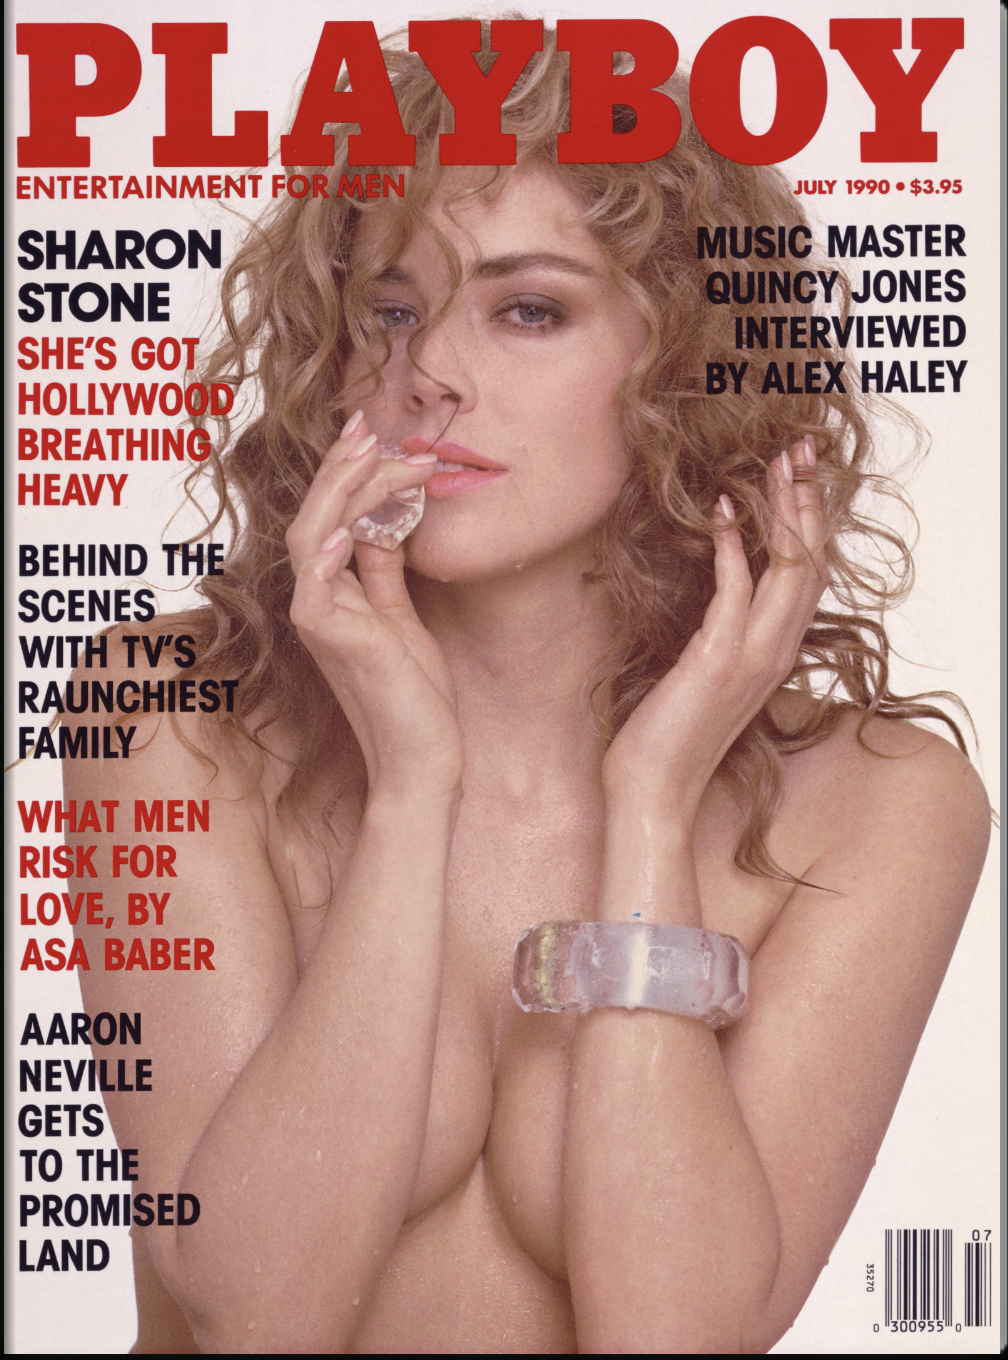 PLAYBOY
ENTERTAINMENT FOR MEN
JULY 1990 • $3.95
SHARON
STONE
SHE'S GOT
HOLLYWOOD
BREATHING
HEAVY
BEHIND THE
SCENES
WITH TV'S
RAUNCHIEST
FAMILY
WHAT MEN
RISK FOR
LOVE, BY
ASA BABER
AARON
NEVILLE
GETS
TO THE
PROMISED
LAND
MUSIC MASTER
QUINCY JONES
INTERVIEWED
BY ALEX HALEY
07
35270
0 300955 0